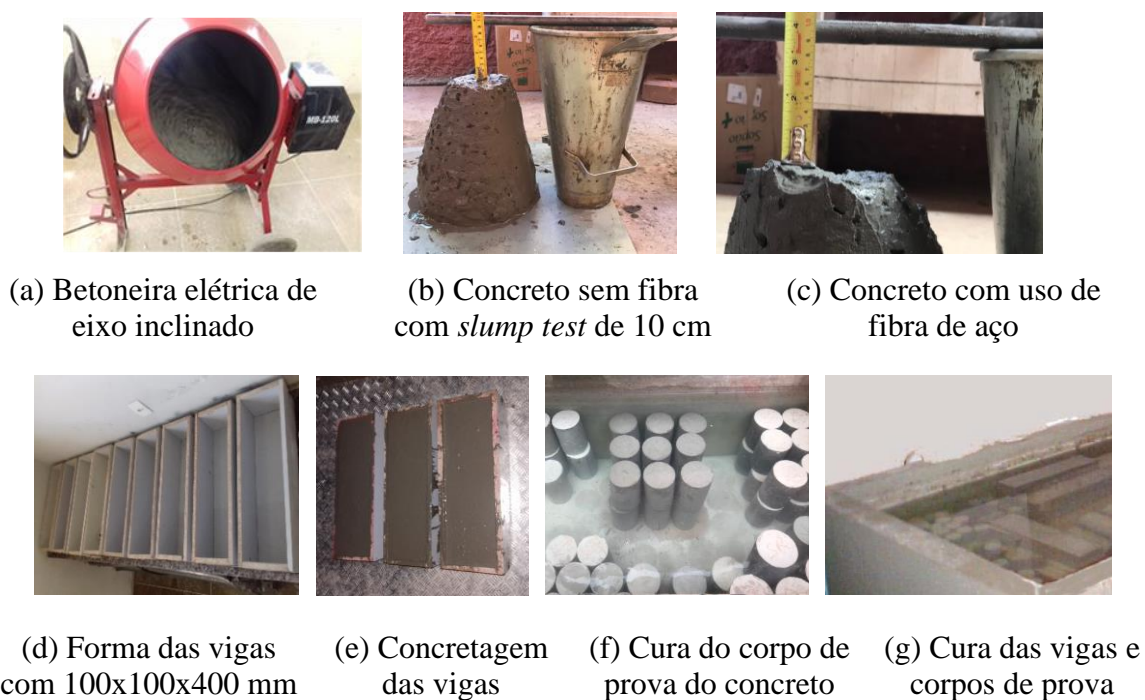 MB-120L
(a) Betoneira elétrica de
eixo inclinado
(b) Concreto sem fibra
com slump test de 10 cm
(c) Concreto com uso de
fibra de aço
(d) Forma das vigas
com 100x100x400 mm
(e) Concretagem
das vigas
(f) Cura do corpo de
prova do concreto
(g) Cura das vigas e
corpos de prova